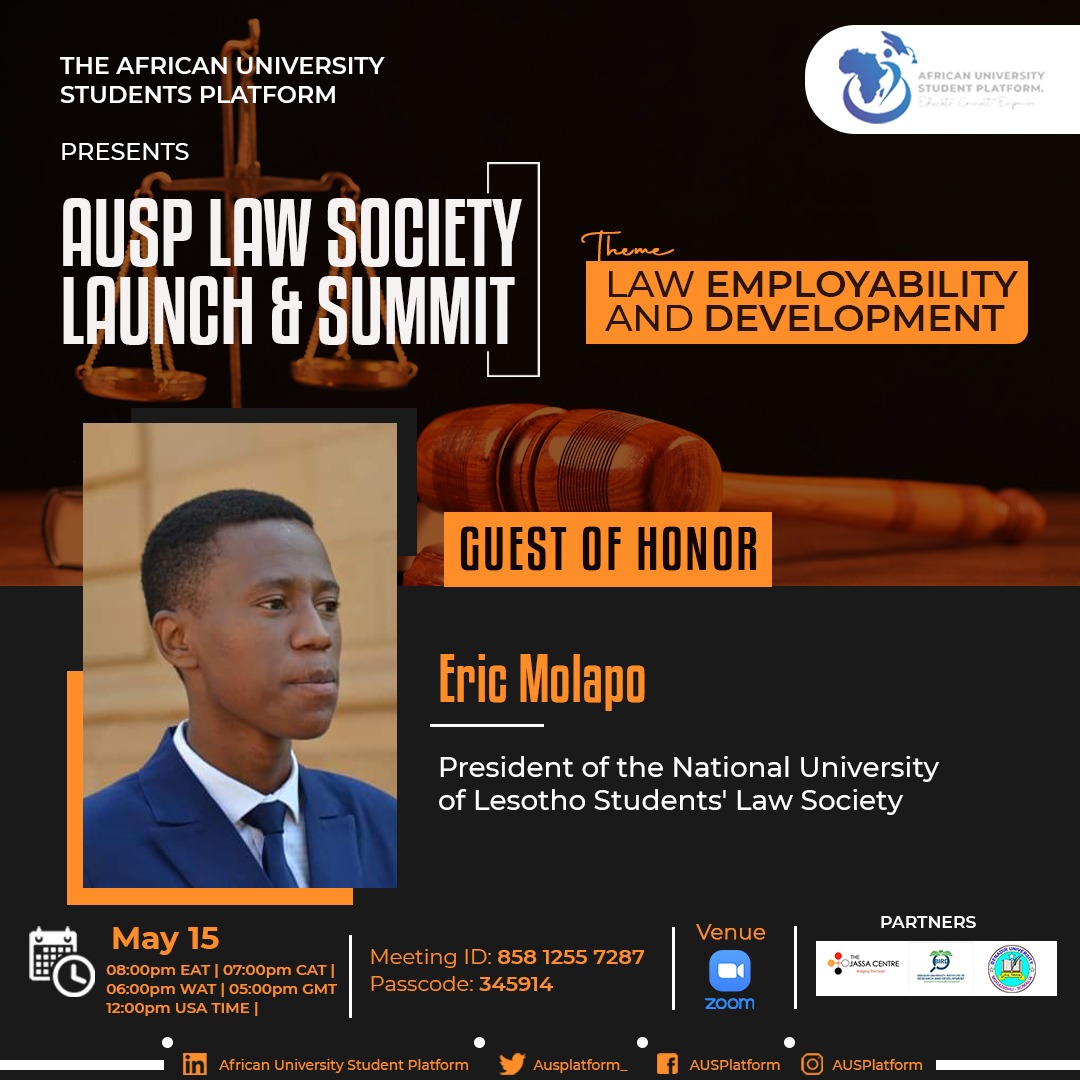 THE AFRICAN UNIVERSITY
STUDENTS PLATFORM
AFRICAN UNIVERSITY
STUDENT PLATFORM.
Educate Connect Empower
PRESENTS
AUSP LAW SOCIETY
LAUNCH & SUMMIT
Theme
LAW EMPLOYABILITY
AND DEVELOPMENT
GUEST OF HONOR
Eric Molapo
President of the National University
of Lesotho Students' Law Society
May 15
08:00pm EAT | 07:00pm CAT |
06:00pm WAT | 05:00pm GMT
12:00pm USA TIME |
Meeting ID: 858 1255 7287
Passcode: 345914
Venue
zoom
PARTNERS
THE
JASSA CENTRE
African University Student Platform
Ausplatform_
AUSPlatform
AUSPlatform